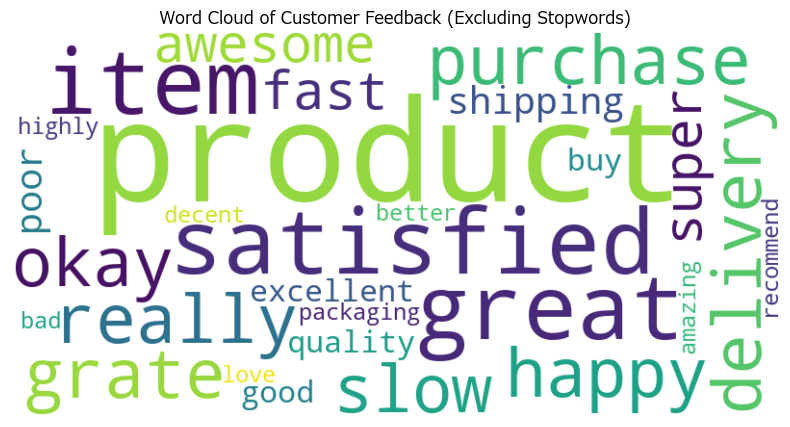 Word Cloud of Customer Feedback (Excluding Stopwords)
awesome
purchase
item
fast
shipping
highly
product
super
poor
buy
delivery
decent
better
satisfied
recommend
okay
excellent
great
amazing
bad
really
packaging
quality
happy
grate
love
good
slow